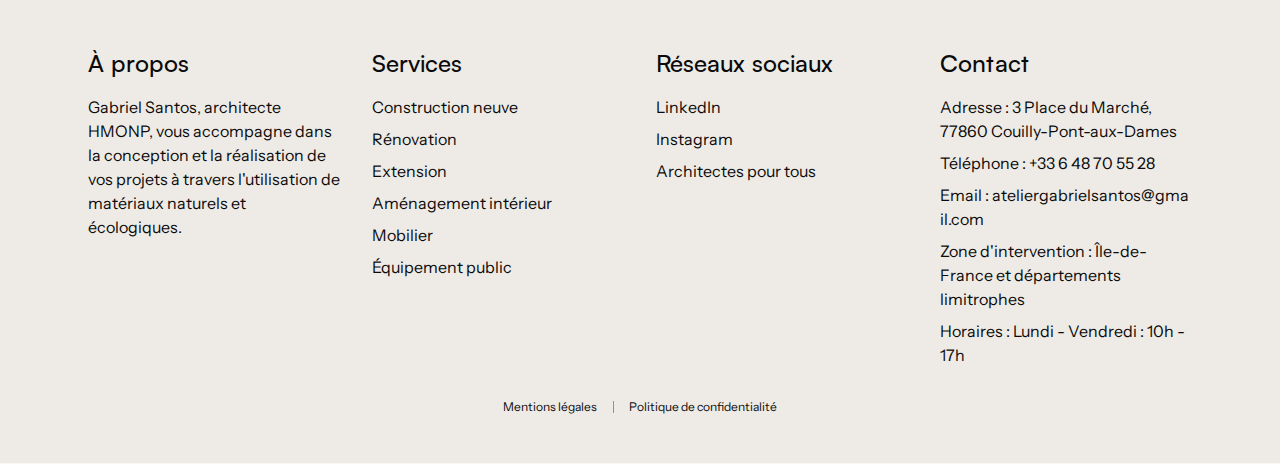 À propos
Gabriel Santos, architecte
HMONP, vous accompagne dans
la conception et la réalisation de
vos projets à travers l'utilisation de
matériaux naturels et
écologiques.
Services
Construction neuve
Rénovation
Extension
Aménagement intérieur
Mobilier
Équipement public
Réseaux sociaux
LinkedIn
Instagram
Architectes pour tous
Contact
Adresse : 3 Place du Marché,
77860 Couilly-Pont-aux-Dames
Téléphone : +33 6 48 70 55 28
Email : ateliergabrielsantos@gma
il.com
Zone d'intervention : Île-de-
France et départements
limitrophes
Horaires : Lundi - Vendredi : 10h -
17h
Mentions légales | Politique de confidentialité